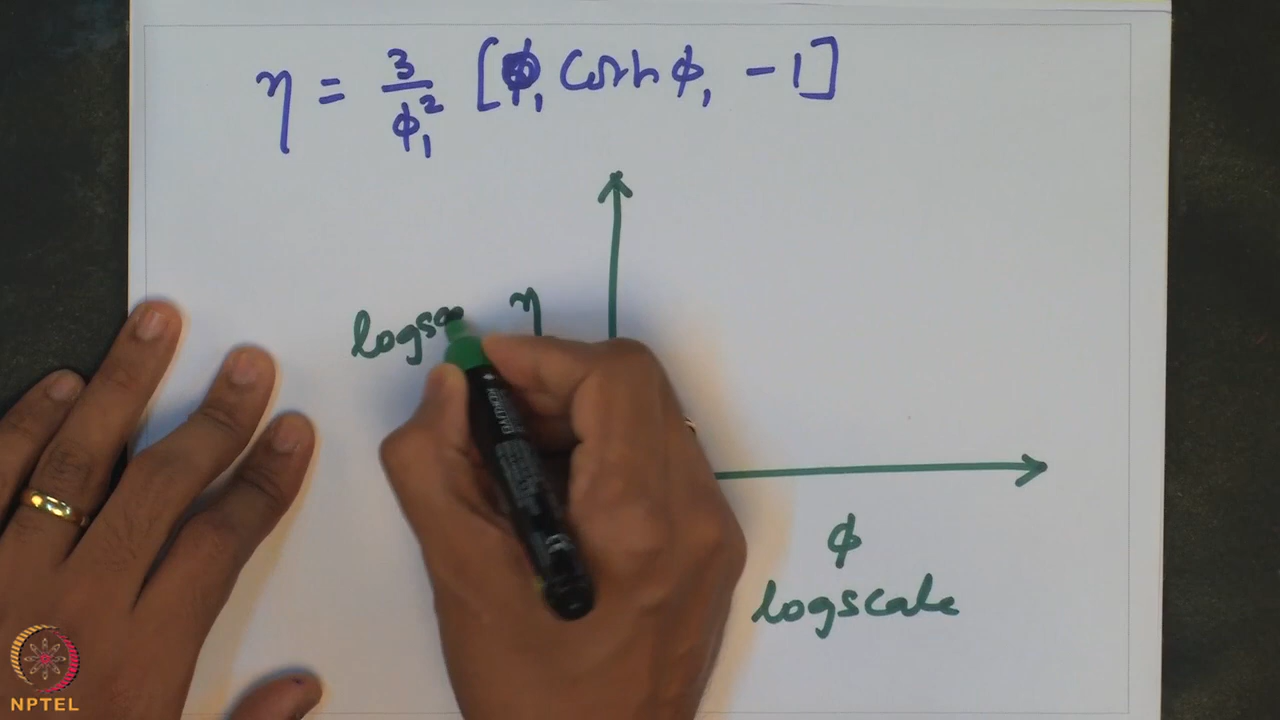 η = 3/ϕ₁² [ϕ₁ coth ϕ₁ - 1]
η
logsca
ϕ
logscale
NPTEL